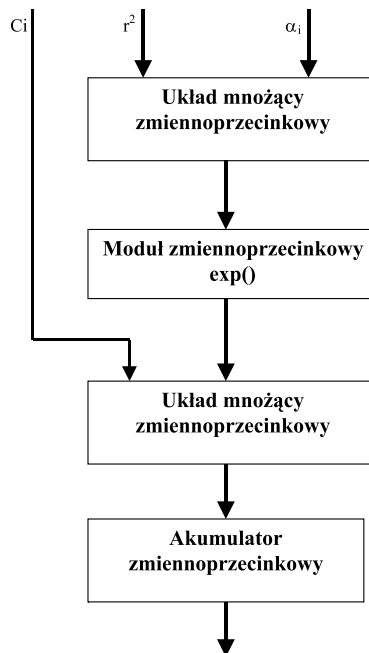 Ci r² αᵢ
Układ mnożący
zmiennoprzecinkowy
Moduł zmiennoprzecinkowy
exp()
Układ mnożący
zmiennoprzecinkowy
Akumulator
zmiennoprzecinkowy